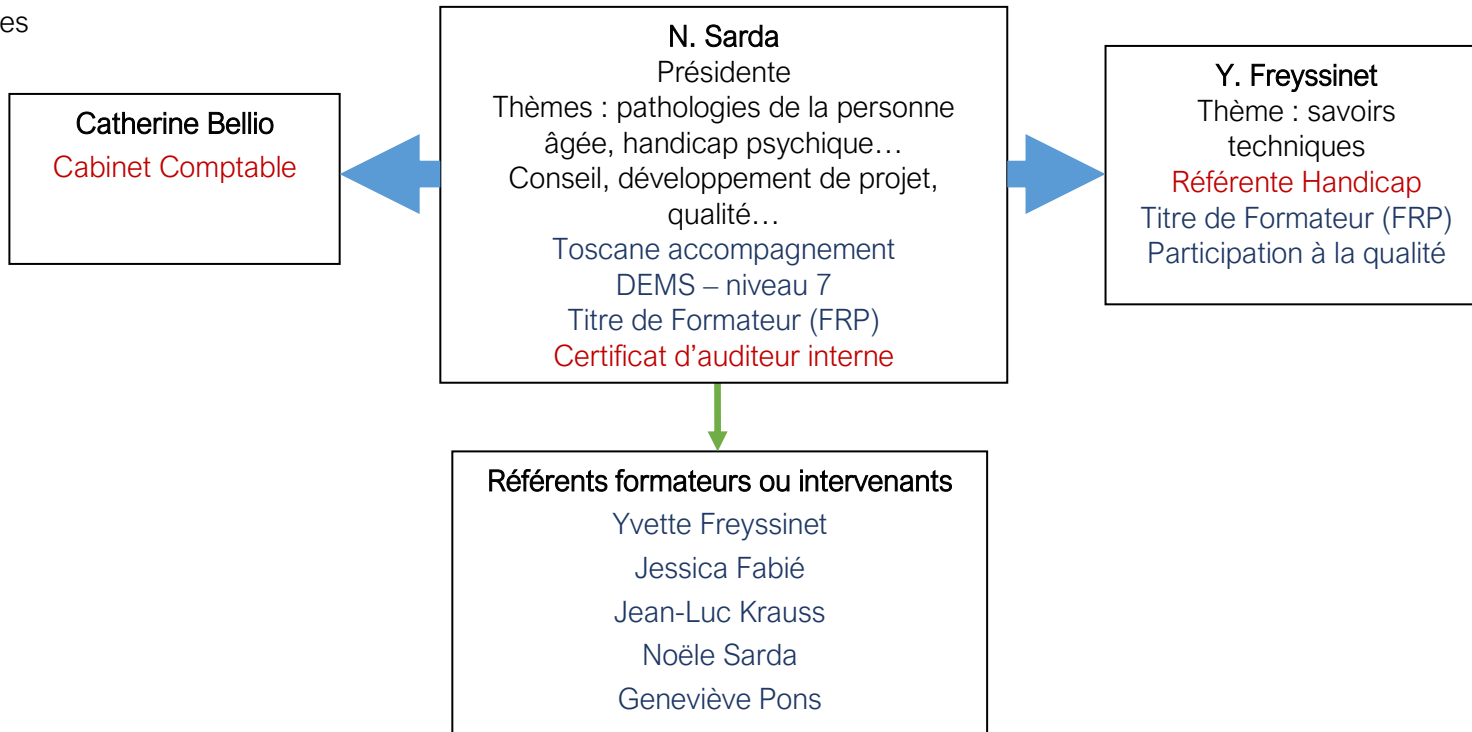 es
Catherine Bellio
Cabinet Comptable
N. Sarda
Présidente
Thèmes : pathologies de la personne
âgée, handicap psychique…
Conseil, développement de projet,
qualité…
Toscane accompagnement
DEMS – niveau 7
Titre de Formateur (FRP)
Certificat d’auditeur interne
Y. Freyssinet
Thème : savoirs
techniques
Référente Handicap
Titre de Formateur (FRP)
Participation à la qualité
Référents formateurs ou intervenants
Yvette Freyssinet
Jessica Fabié
Jean-Luc Krauss
Noële Sarda
Geneviève Pons